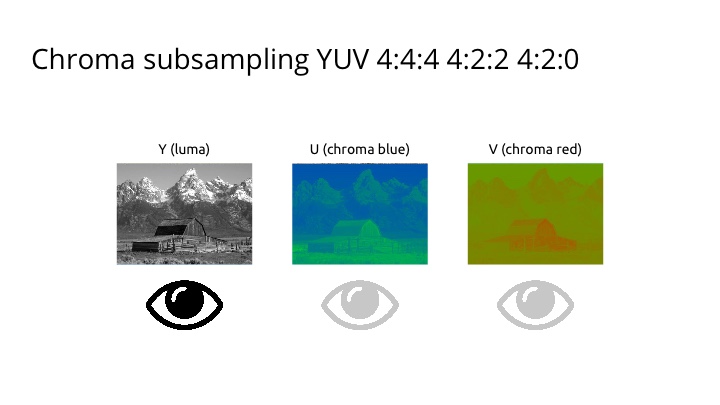 Chroma subsampling YUV 4:4:4 4:2:2 4:2:0
Y (luma)
U (chroma blue)
V (chroma red)